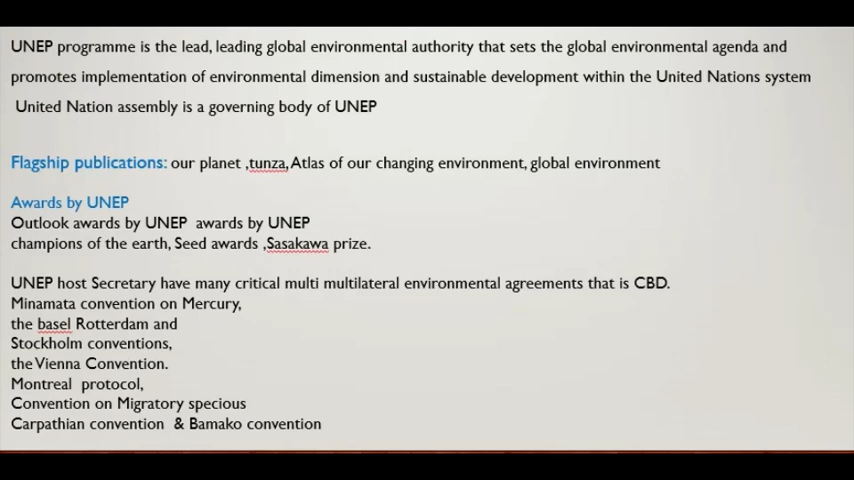 UNEP programme is the lead, leading global environmental authority that sets the global environmental agenda and
promotes implementation of environmental dimension and sustainable development within the United Nations system
United Nation assembly is a governing body of UNEP
Flagship publications: our planet ,tunza, Atlas of our changing environment, global environment
Awards by UNEP
Outlook awards by UNEP awards by UNEP
champions of the earth, Seed awards ,Sasakawa prize.
UNEP host Secretary have many critical multi multilateral environmental agreements that is CBD.
Minamata convention on Mercury,
the basel Rotterdam and
Stockholm conventions,
the Vienna Convention.
Montreal protocol,
Convention on Migratory specious
Carpathian convention & Bamako convention